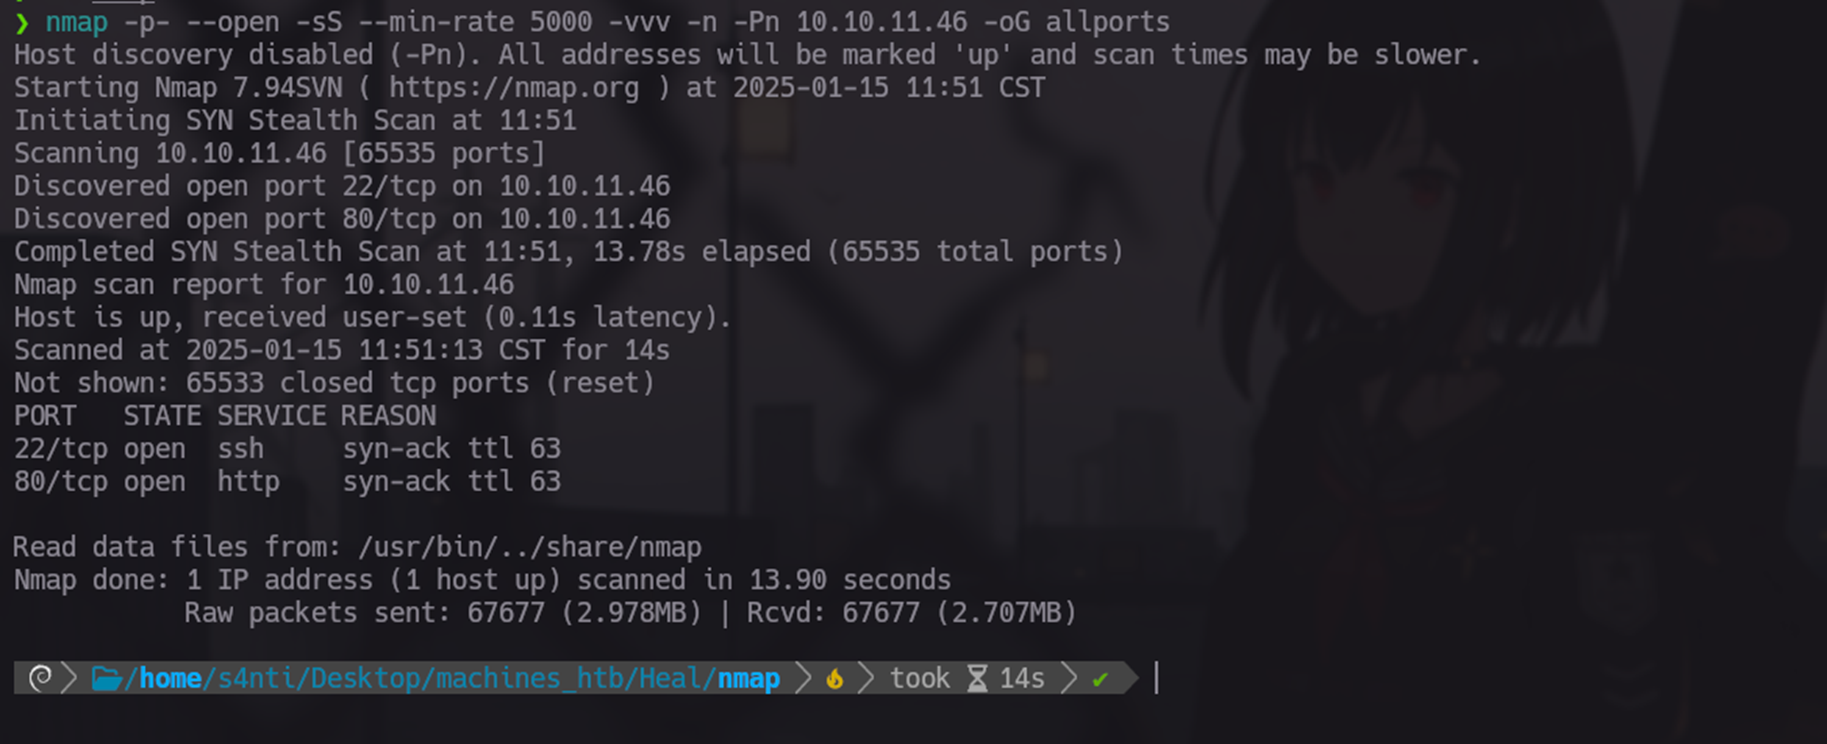 ❯ nmap -p- --open -sS --min-rate 5000 -vvv -n -Pn 10.10.11.46 -oG allports
Host discovery disabled (-Pn). All addresses will be marked 'up' and scan times may be slower.
Starting Nmap 7.94SVN ( https://nmap.org ) at 2025-01-15 11:51 CST
Initiating SYN Stealth Scan at 11:51
Scanning 10.10.11.46 [65535 ports]
Discovered open port 22/tcp on 10.10.11.46
Discovered open port 80/tcp on 10.10.11.46
Completed SYN Stealth Scan at 11:51, 13.78s elapsed (65535 total ports)
Nmap scan report for 10.10.11.46
Host is up, received user-set (0.11s latency).
Scanned at 2025-01-15 11:51:13 CST for 14s
Not shown: 65533 closed tcp ports (reset)
PORT   STATE SERVICE REASON
22/tcp open  ssh     syn-ack ttl 63
80/tcp open  http    syn-ack ttl 63
Read data files from: /usr/bin/../share/nmap
Nmap done: 1 IP address (1 host up) scanned in 13.90 seconds
Raw packets sent: 67677 (2.978MB) | Rcvd: 67677 (2.707MB)
/home/s4nti/Desktop/machines_htb/Heal/nmap took 14s ✔